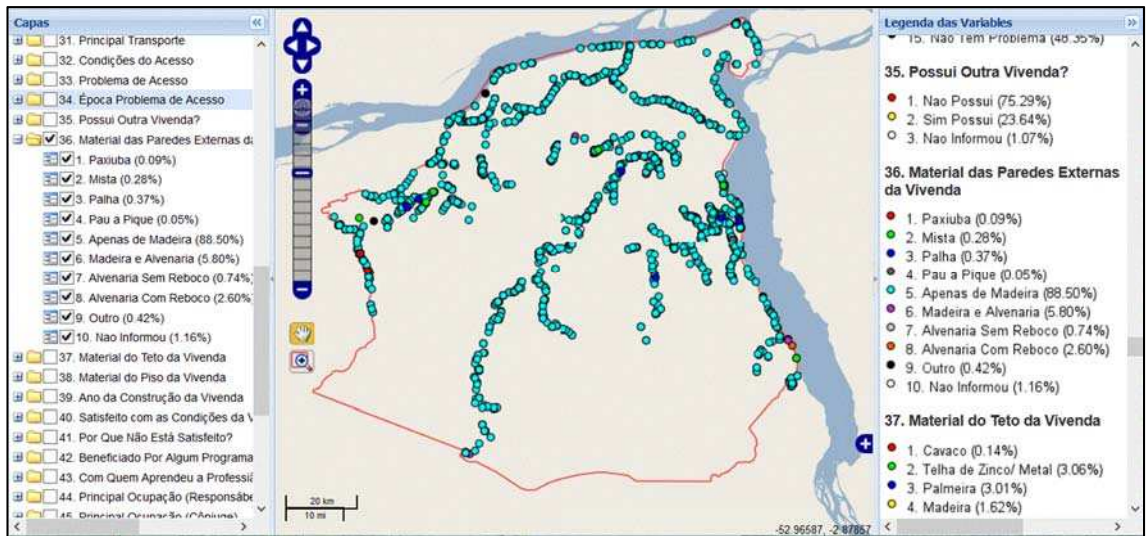 Capas
31. Principal Transporte
32. Condições do Acesso
33. Problema de Acesso
34. Época Problema de Acesso
35. Possui Outra Vivenda?
36. Material das Paredes Externas da
1. Paxiuba (0.09%)
2. Mista (0.28%)
3. Palha (0.37%)
4. Pau a Pique (0.05%)
5. Apenas de Madeira (88.50%)
6. Madeira e Alvenaria (5.80%)
7. Alvenaria Sem Reboco (0.74%
8. Alvenaria Com Reboco (2.60%
9. Outro (0.42%)
10. Nao Informou (1.16%)
37. Material do Teto da Vivenda
38. Material do Piso da Vivenda
39. Ano da Construção da Vivenda
40. Satisfeito com as Condições da V
41. Por Que Não Está Satisfeito?
42. Beneficiado Por Algum Programa
43. Com Quem Aprendeu a Professiâ
44. Principal Ocupação (Responsábe
45. Principal Ocupação (Cônjuge)
20 km
10 mi
-52.96587, -2.87857
Legenda das Variables
15. Nao Tem Problema (48.35%)
35. Possui Outra Vivenda?
1. Nao Possui (75.29%)
2. Sim Possui (23.64%)
3. Nao Informou (1.07%)
36. Material das Paredes Externas
da Vivenda
1. Paxiuba (0.09%)
2. Mista (0.28%)
3. Palha (0.37%)
4. Pau a Pique (0.05%)
5. Apenas de Madeira (88.50%)
6. Madeira e Alvenaria (5.80%)
7. Alvenaria Sem Reboco (0.74%)
8. Alvenaria Com Reboco (2.60%)
9. Outro (0.42%)
10. Nao Informou (1.16%)
37. Material do Teto da Vivenda
1. Cavaco (0.14%)
2. Telha de Zinco/ Metal (3.06%)
3. Palmeira (3.01%)
4. Madeira (1.62%)